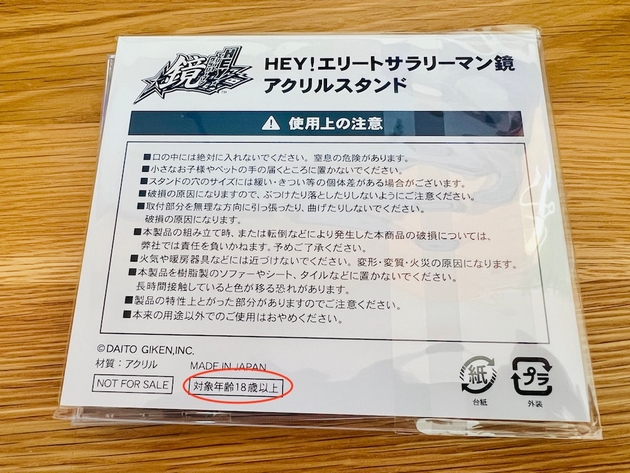 鏡
HEY!エリートサラリーマン鏡
アクリルスタンド
使用上の注意
■口の中には絶対に入れないでください。窒息の危険があります。
■小さなお子様やペットの手の届くところに置かないでください。
■スタンドの穴のサイズには緩い・きつい等の個体差がある場合がございます。
■破損の原因になりますので、ぶつけたり落としたりしないようにご注意ください。
■取付部分を無理な方向に引っ張ったり、曲げたりしないでください。
破損の原因になります。
■本製品の組み立て時、または転倒などにより発生した本商品の破損については、
弊社では責任を負いかねます。予めご了承ください。
■火気や暖房器具などには近づけないでください。変形・変質・火災の原因になります。
■本製品を樹脂製のソファーやシート、タイルなどに置かないでください。
長時間接触していると色が移る恐れがあります。
■製品の特性上とがった部分がありますのでご注意ください。
■本来の用途以外でのご使用はおやめください。
©DAITO GIKEN,INC.
材質:アクリル MADE IN JAPAN
NOT FOR SALE 対象年齢18歳以上
紙 プラ
台紙 外装